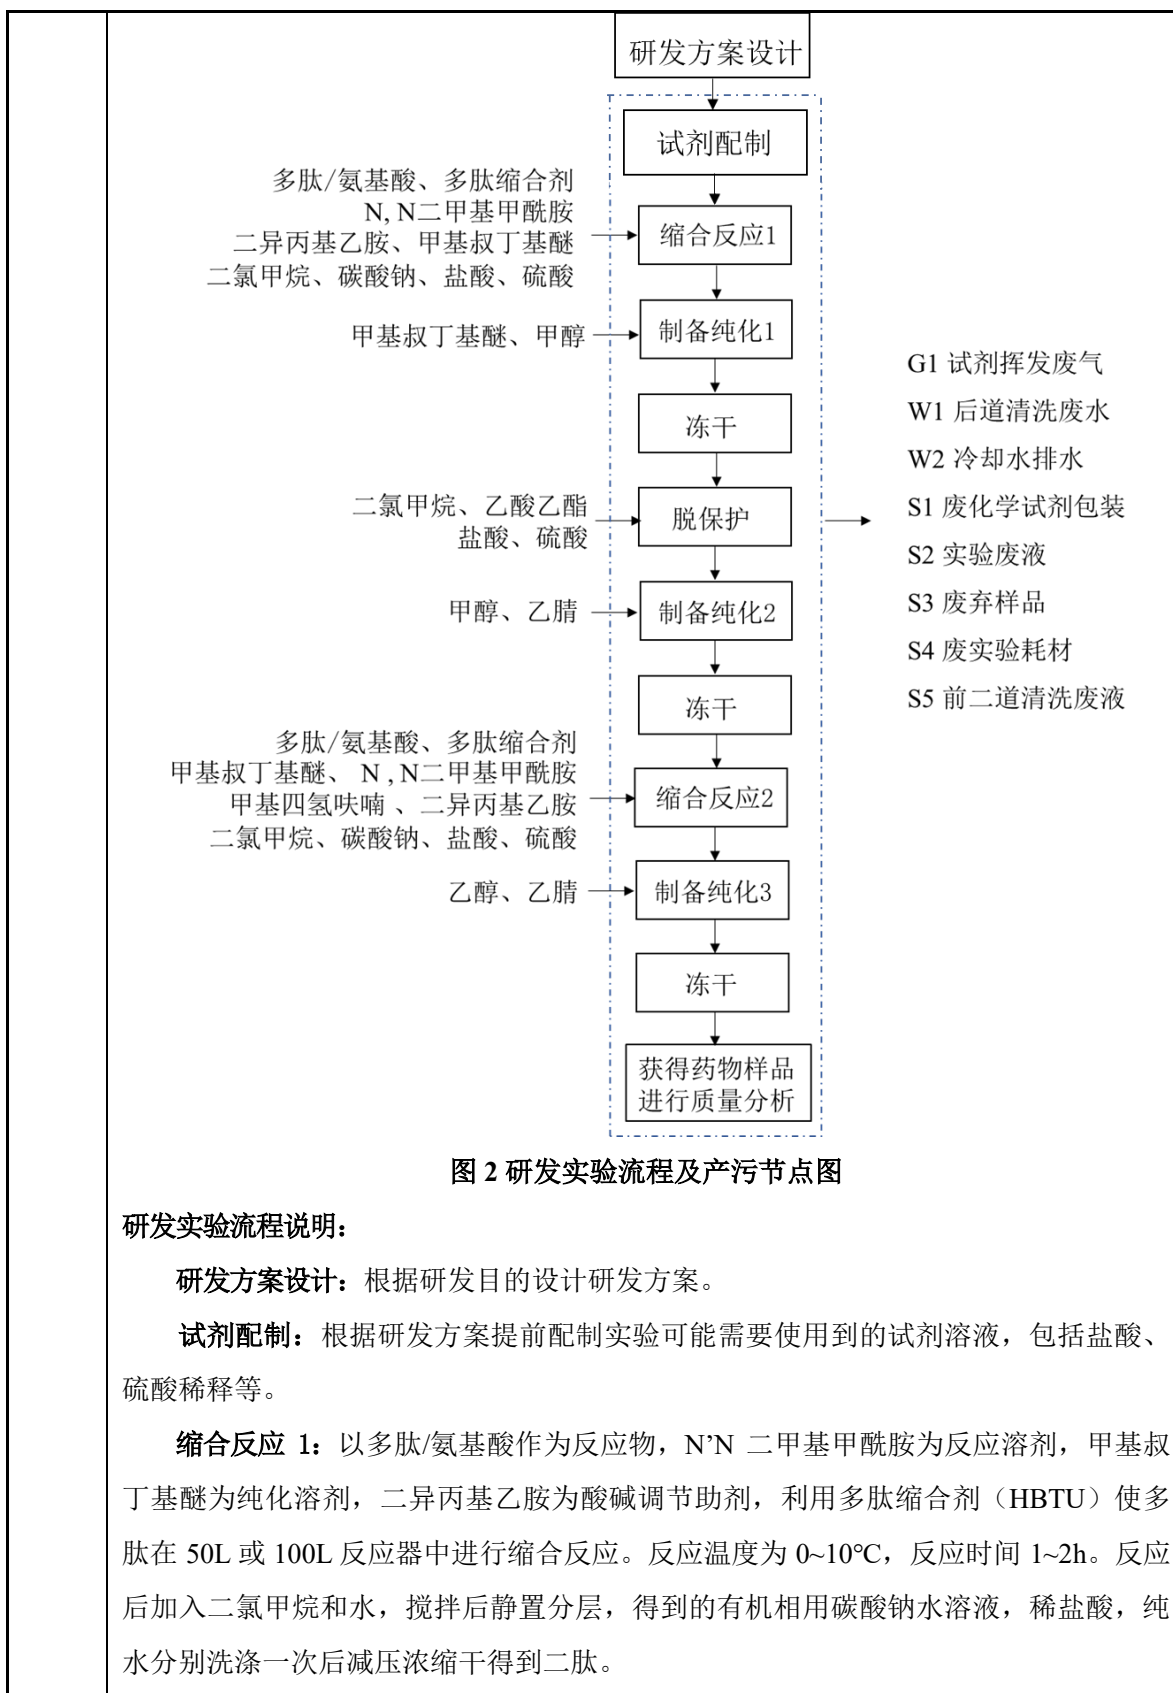 研发方案设计
试剂配制
多肽/氨基酸、多肽缩合剂
N, N二甲基甲酰胺
二异丙基乙胺、甲基叔丁基醚
二氯甲烷、碳酸钠、盐酸、硫酸
缩合反应1
甲基叔丁基醚、甲醇
制备纯化1
冻干
二氯甲烷、乙酸乙酯
盐酸、硫酸
脱保护
甲醇、乙腈
制备纯化2
冻干
多肽/氨基酸、多肽缩合剂
甲基叔丁基醚、 N , N二甲基甲酰胺
甲基四氢呋喃 、二异丙基乙胺
二氯甲烷、碳酸钠、盐酸、硫酸
缩合反应2
乙醇、乙腈
制备纯化3
冻干
获得药物样品
进行质量分析
G1 试剂挥发废气
W1 后道清洗废水
W2 冷却水排水
S1 废化学试剂包装
S2 实验废液
S3 废弃样品
S4 废实验耗材
S5 前二道清洗废液
图 2 研发实验流程及产污节点图
研发实验流程说明：
研发方案设计：根据研发目的设计研发方案。
试剂配制：根据研发方案提前配制实验可能需要使用到的试剂溶液，包括盐酸、
硫酸稀释等。
缩合反应 1：以多肽/氨基酸作为反应物，N’N 二甲基甲酰胺为反应溶剂，甲基叔
丁基醚为纯化溶剂，二异丙基乙胺为酸碱调节助剂，利用多肽缩合剂（HBTU）使多
肽在 50L 或 100L 反应器中进行缩合反应。反应温度为 0~10℃，反应时间 1~2h。反应
后加入二氯甲烷和水，搅拌后静置分层，得到的有机相用碳酸钠水溶液，稀盐酸，纯
水分别洗涤一次后减压浓缩干得到二肽。